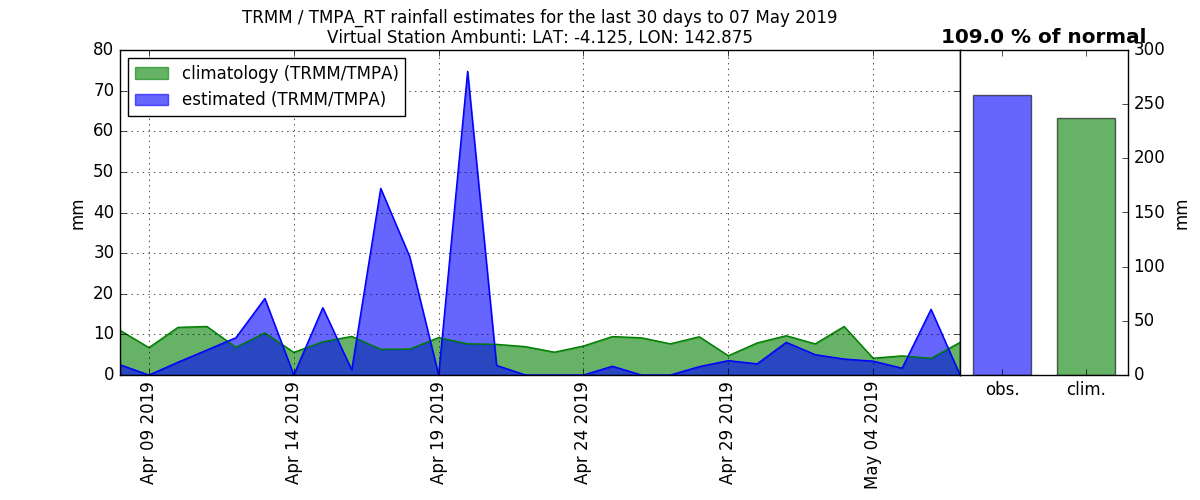 TRMM / TMPA_RT rainfall estimates for the last 30 days to 07 May 2019
Virtual Station Ambunti: LAT: -4.125, LON: 142.875
109.0 % of normal
climatology (TRMM/TMPA)
estimated (TRMM/TMPA)
mm
80
70
60
50
40
30
20
10
0
Apr 09 2019
Apr 14 2019
Apr 19 2019
Apr 24 2019
Apr 29 2019
May 04 2019
300
250
200
150
100
50
0
mm
obs.
clim.